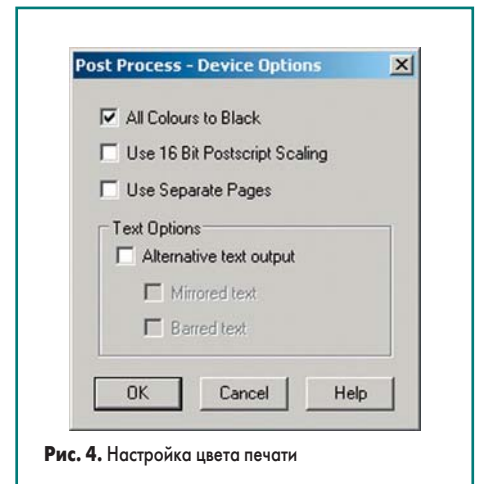 Post Process - Device Options
All Colours to Black
Use 16 Bit Postscript Scaling
Use Separate Pages
Text Options
Alternative text output
Mirrored text
Barred text
OK Cancel Help
Рис. 4. Настройка цвета печати